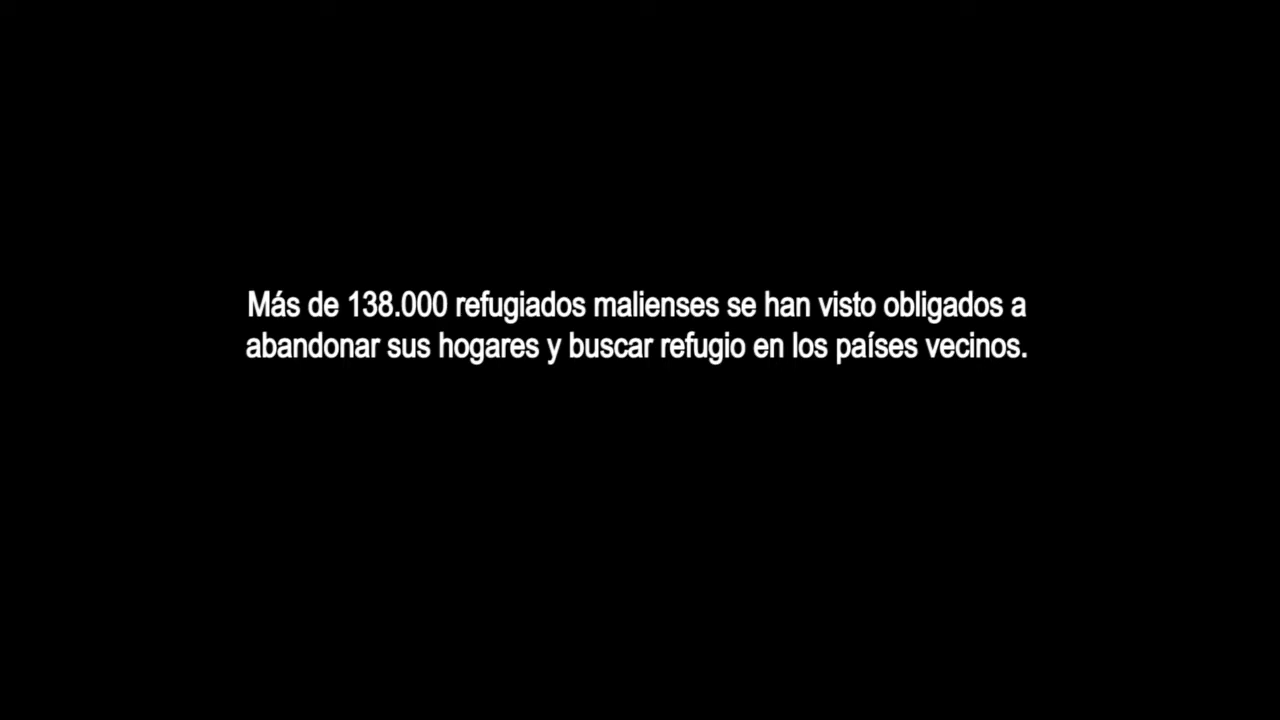 Más de 138.000 refugiados malienses se han visto obligados a
abandonar sus hogares y buscar refugio en los países vecinos.